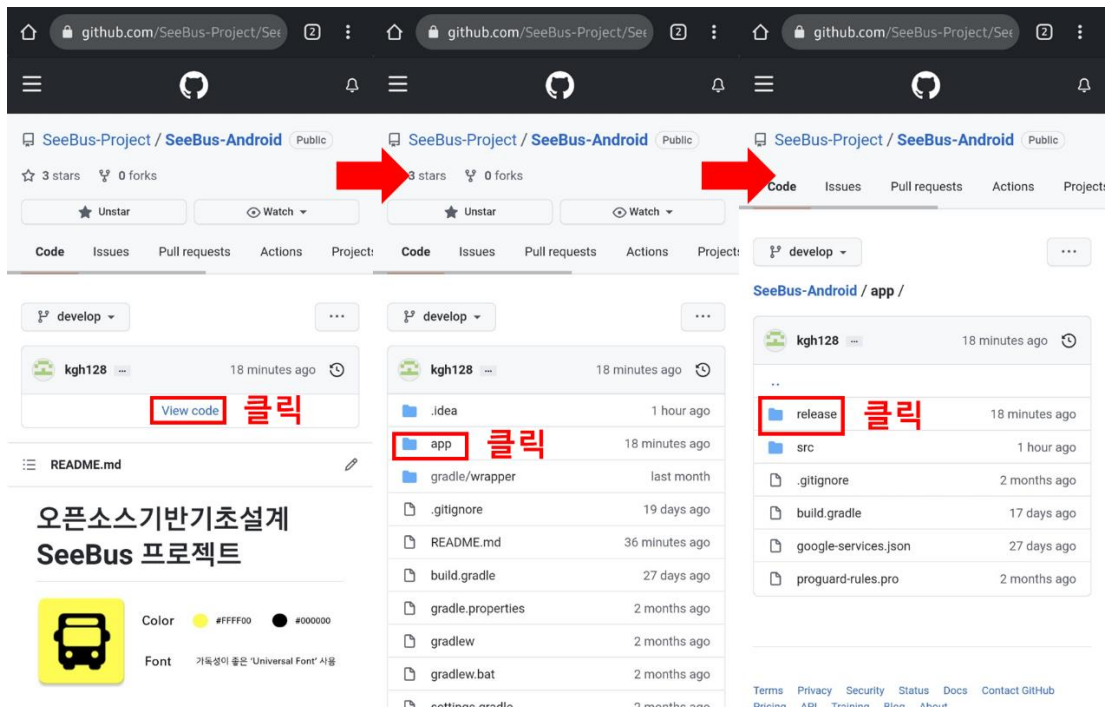 github.com/SeeBus-Project/See
2
SeeBus-Project / SeeBus-Android Public
3 stars 0 forks
Unstar Watch
Code Issues Pull requests Actions Projects
develop
...
kgh128 ... 18 minutes ago
View code 클릭
README.md
오픈소스기반기초설계
SeeBus 프로젝트
Color #FFFF00 #000000
Font 가독성이 좋은 'Universal Font' 사용
github.com/SeeBus-Project/See
2
SeeBus-Project / SeeBus-Android Public
3 stars 0 forks
Unstar Watch
Code Issues Pull requests Actions Projects
develop
...
kgh128 ... 18 minutes ago
.idea 1 hour ago
app 클릭 18 minutes ago
gradle/wrapper last month
.gitignore 19 days ago
README.md 36 minutes ago
build.gradle 27 days ago
gradle.properties 2 months ago
gradlew 2 months ago
gradlew.bat 2 months ago
settings.gradle 2 months ago
github.com/SeeBus-Project/See
2
SeeBus-Project / SeeBus-Android Public
Code Issues Pull requests Actions Projects
develop
...
SeeBus-Android / app /
kgh128 ... 18 minutes ago
..
release 클릭 18 minutes ago
src 1 hour ago
.gitignore 2 months ago
build.gradle 17 days ago
google-services.json 27 days ago
proguard-rules.pro 2 months ago
Terms Privacy Security Status Docs Contact GitHub
Pricing API Training Blog About